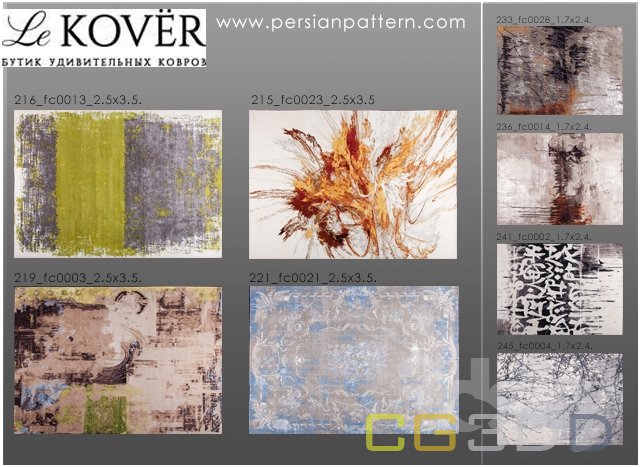 Le KOVËR
БУТИК УДИВИТЕЛЬНЫХ КОВРОВ
www.persianpattern.com
216_fc0013_2.5x3.5.
215_fc0023_2.5x3.5
219_fc0003_2.5x3.5.
221_fc0021_2.5x3.5.
233_fc0028_1.7x2.4.
236_fc0014_1.7x2.4.
241_fc0002_1.7x2.4.
245_fc0004_1.7x2.4.
CG3DD